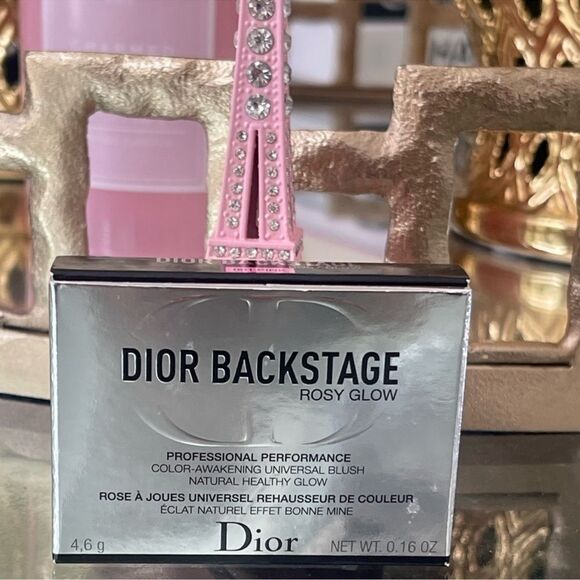 DIOR BACKSTAGE
ROSY GLOW
PROFESSIONAL PERFORMANCE
COLOR-AWAKENING UNIVERSAL BLUSH
NATURAL HEALTHY GLOW
ROSE À JOUES UNIVERSEL REHAUSSEUR DE COULEUR
ÉCLAT NATUREL EFFET BONNE MINE
4,6 g Dior NET WT. 0.16 OZ